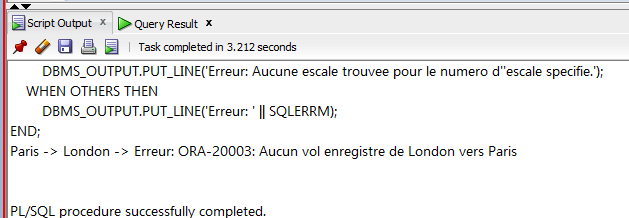 Script Output x Query Result x
Task completed in 3.212 seconds
DBMS_OUTPUT.PUT_LINE('Erreur: Aucune escale trouvee pour le numero d''escale specifie.');
WHEN OTHERS THEN
DBMS_OUTPUT.PUT_LINE('Erreur: ' || SQLERRM);
END;
Paris -> London -> Erreur: ORA-20003: Aucun vol enregistre de London vers Paris
PL/SQL procedure successfully completed.